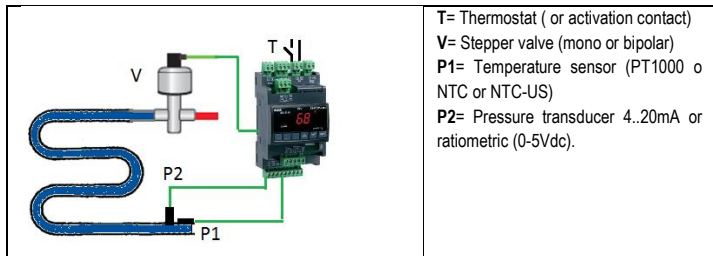 T= Thermostat ( or activation contact)
V= Stepper valve (mono or bipolar)
P1= Temperature sensor (PT1000 o
NTC or NTC-US)
P2= Pressure transducer 4..20mA or
ratiometric (0-5Vdc).
T
V
68
P2
P1